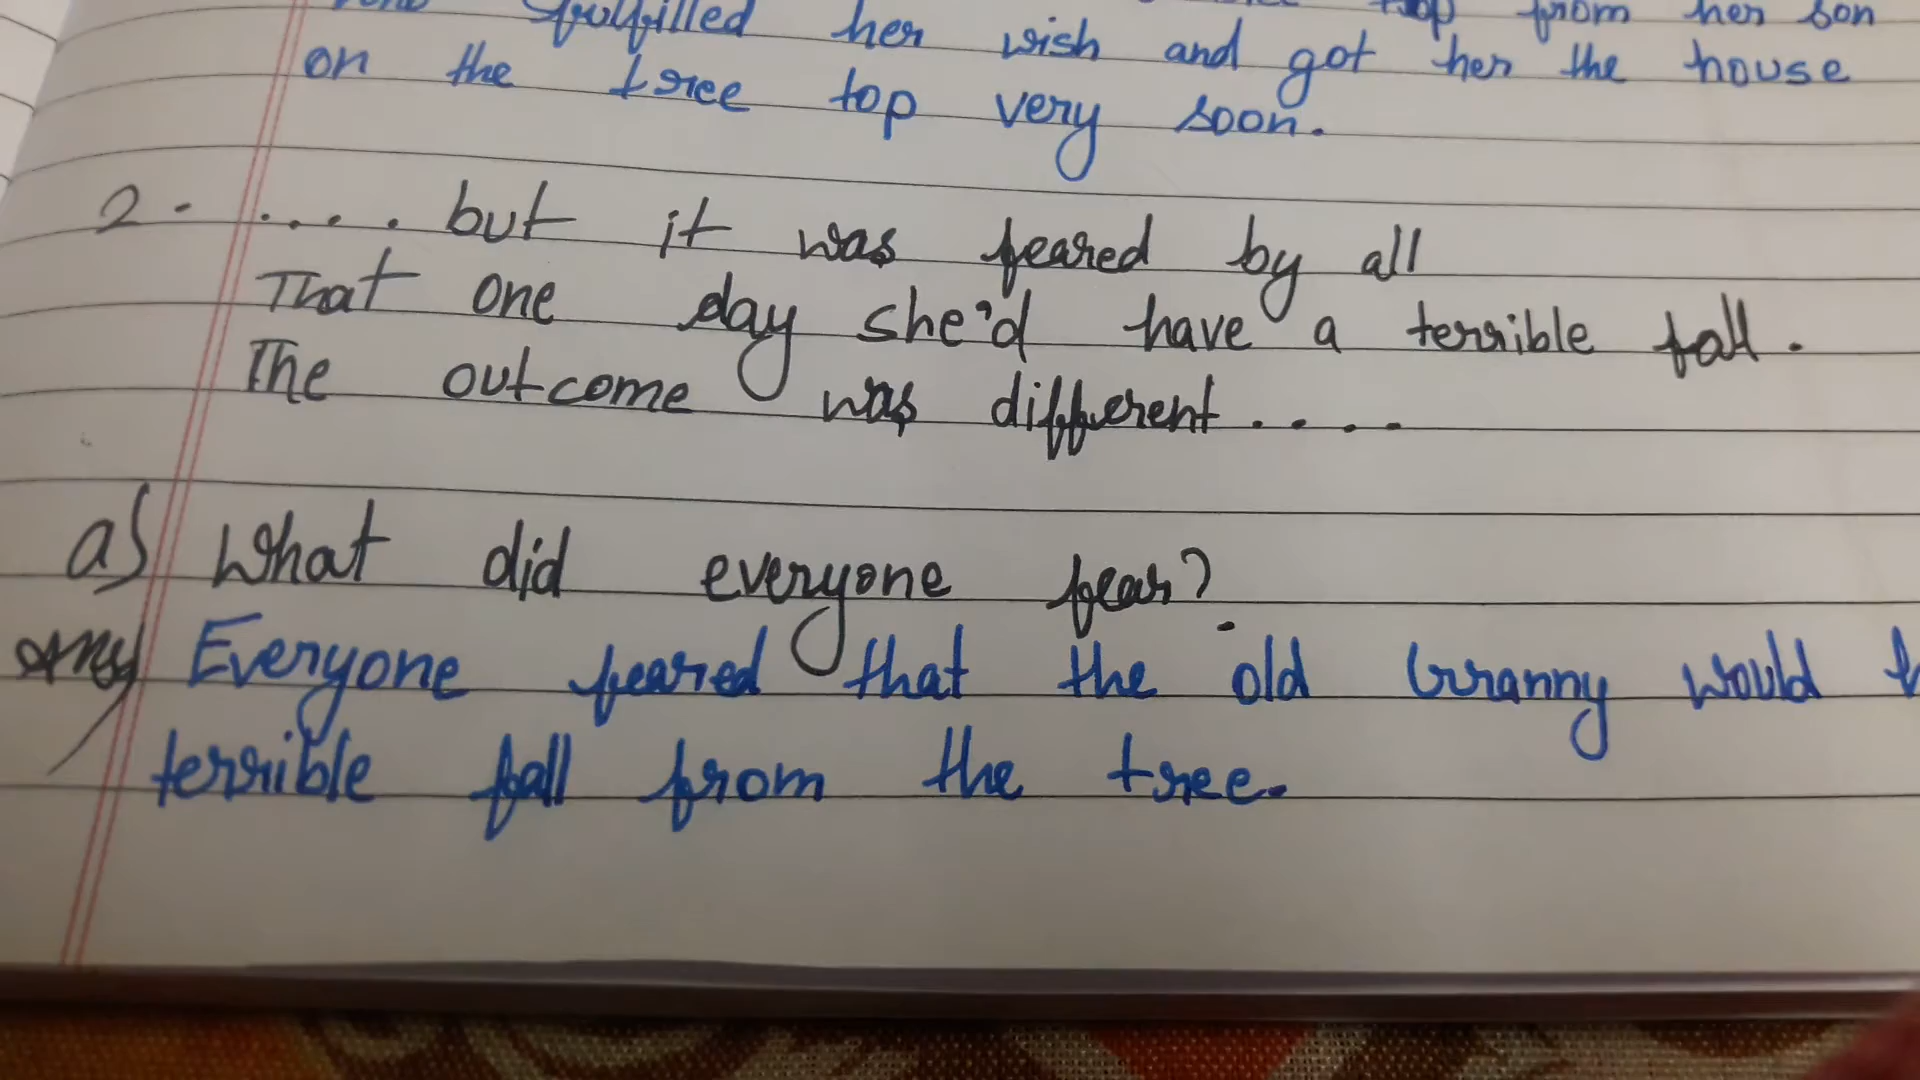 fulfilled her wish and got her the house
on the tree top very soon.
2. .... but it was feared by all
That one day she'd have a terrible fall.
The outcome was different ....
a) What did everyone fear?
Ans) Everyone feared that the old Granny would
terrible fall from the tree.